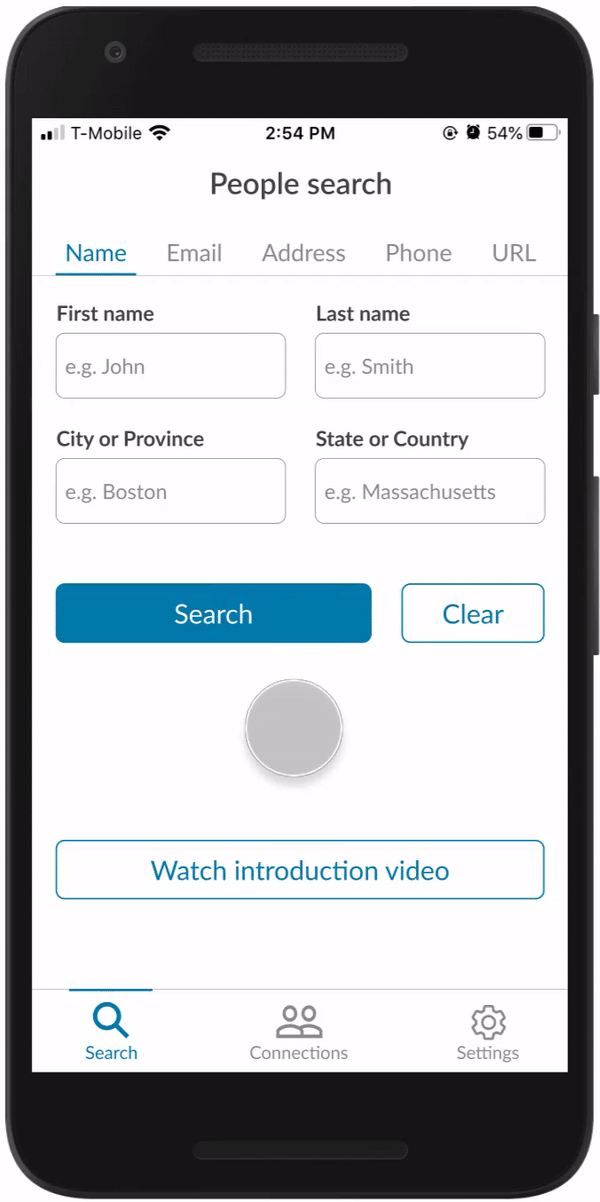 T-Mobile 2:54 PM 54%
People search
Name Email Address Phone URL
First name Last name
e.g. John e.g. Smith
City or Province State or Country
e.g. Boston e.g. Massachusetts
Search Clear
Watch introduction video
Search Connections Settings